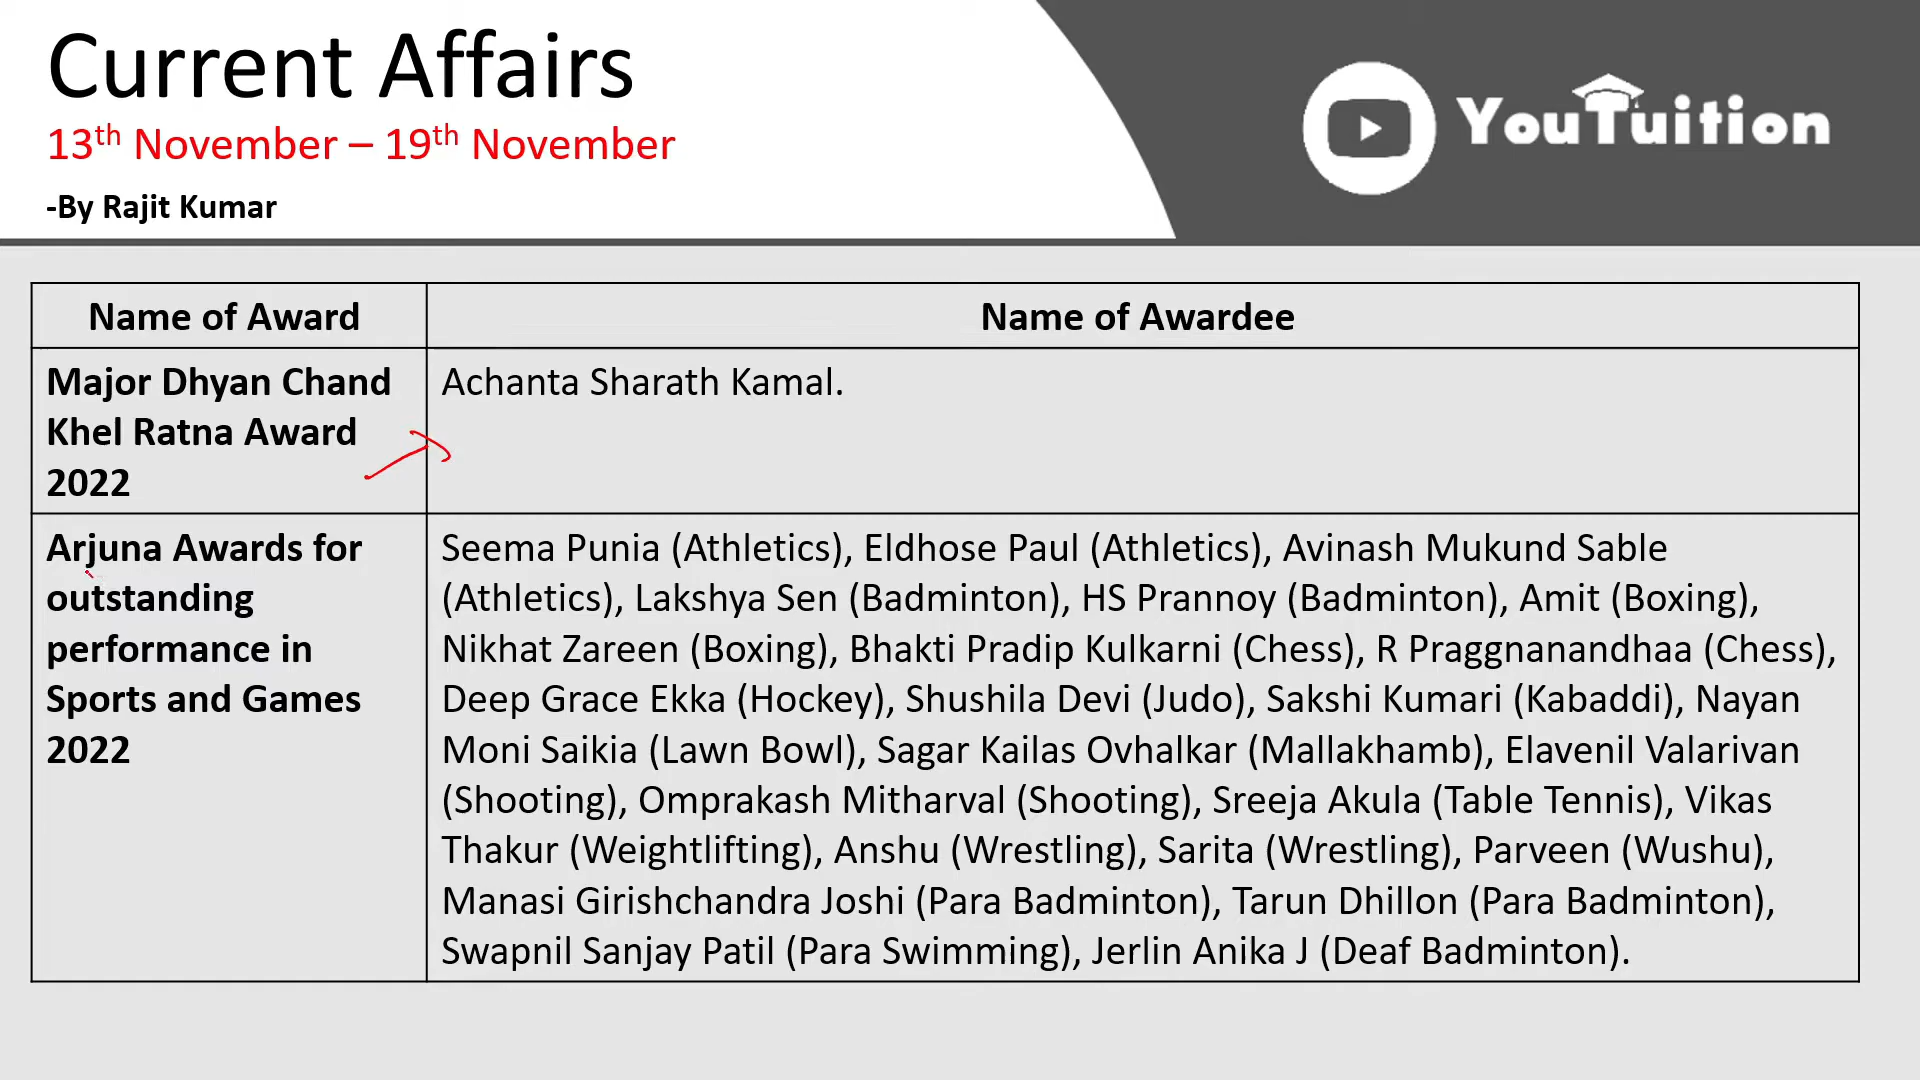 Current Affairs
13th November – 19th November
-By Rajit Kumar
YouTuition
Name of Award
Name of Awardee
Major Dhyan Chand
Khel Ratna Award
2022
Achanta Sharath Kamal.
Arjuna Awards for
outstanding
performance in
Sports and Games
2022
Seema Punia (Athletics), Eldhose Paul (Athletics), Avinash Mukund Sable
(Athletics), Lakshya Sen (Badminton), HS Prannoy (Badminton), Amit (Boxing),
Nikhat Zareen (Boxing), Bhakti Pradip Kulkarni (Chess), R Praggnanandhaa (Chess),
Deep Grace Ekka (Hockey), Shushila Devi (Judo), Sakshi Kumari (Kabaddi), Nayan
Moni Saikia (Lawn Bowl), Sagar Kailas Ovhalkar (Mallakhamb), Elavenil Valarivan
(Shooting), Omprakash Mitharval (Shooting), Sreeja Akula (Table Tennis), Vikas
Thakur (Weightlifting), Anshu (Wrestling), Sarita (Wrestling), Parveen (Wushu),
Manasi Girishchandra Joshi (Para Badminton), Tarun Dhillon (Para Badminton),
Swapnil Sanjay Patil (Para Swimming), Jerlin Anika J (Deaf Badminton).